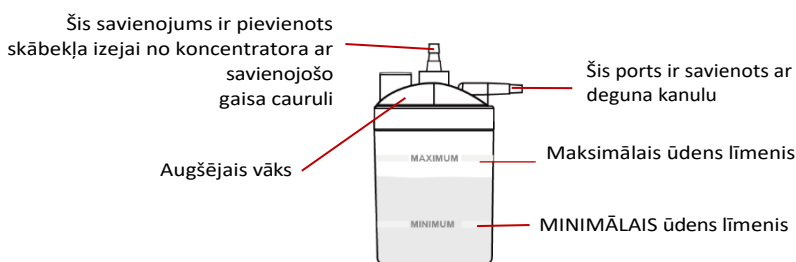 Šis savienojums ir pievienots
skābekļa izejai no koncentratora ar
savienojošo
gaisa cauruli
Šis ports ir savienots ar
deguna kanulu
Augšējais vāks
MAXIMUM
Maksimālais ūdens līmenis
MINIMUM
MINIMĀLAIS ūdens līmenis